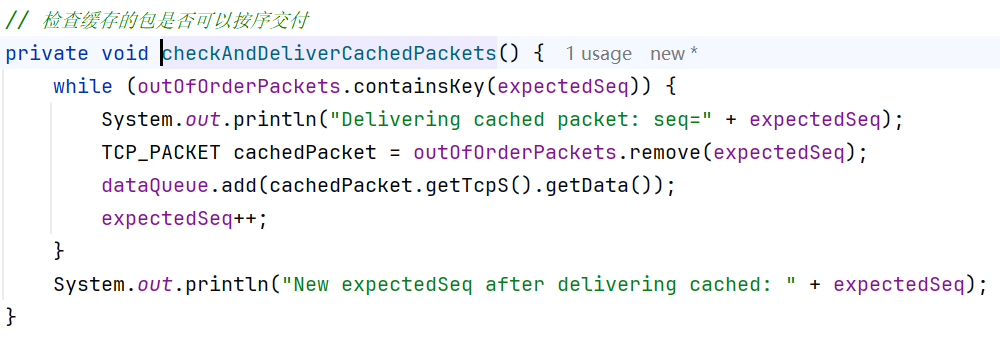 // 检查缓存的包是否可以按序交付
private void checkAndDeliverCachedPackets() { 1 usage new *
    while (outOfOrderPackets.containsKey(expectedSeq)) {
        System.out.println("Delivering cached packet: seq=" + expectedSeq);
        TCP_PACKET cachedPacket = outOfOrderPackets.remove(expectedSeq);
        dataQueue.add(cachedPacket.getTcpS().getData());
        expectedSeq++;
    }
    System.out.println("New expectedSeq after delivering cached: " + expectedSeq);
}